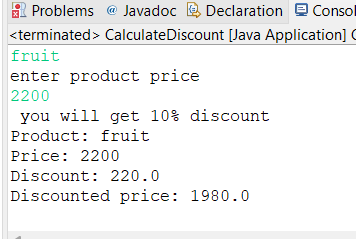 Problems @ Javadoc Declaration Consol
<terminated> CalculateDiscount [Java Application] C
fruit
enter product price
2200
you will get 10% discount
Product: fruit
Price: 2200
Discount: 220.0
Discounted price: 1980.0